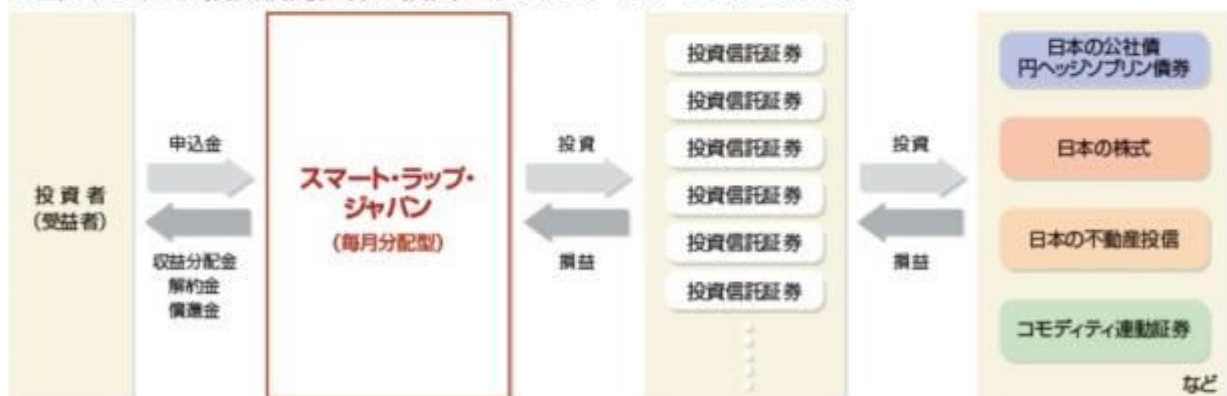 投資者
(受益者)
申込金
収益分配金
解約金
償還金
スマート・ラップ・
ジャパン
(毎月分配型)
投資
損益
投資信託証券
投資信託証券
投資信託証券
投資信託証券
投資信託証券
投資信託証券
投資
損益
日本の公社債
円ヘッジソブリン債券
日本の株式
日本の不動産投信
コモディティ連動証券
など